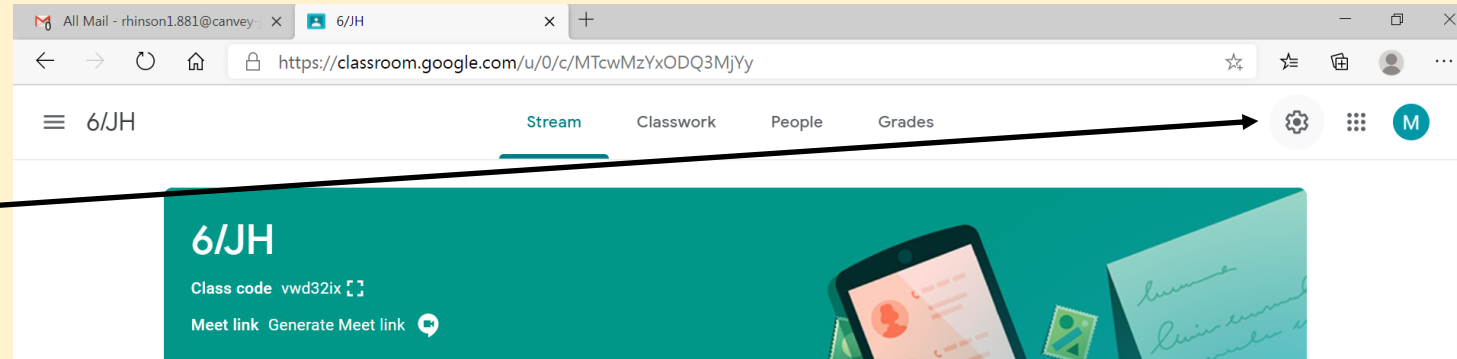 All Mail - rhinson1.881@canvey-
6/JH
https://classroom.google.com/u/0/c/MTcwMzYxODQ3MjYy
6/JH
Stream Classwork People Grades
M
6/JH
Class code vwd32ix
Meet link Generate Meet link